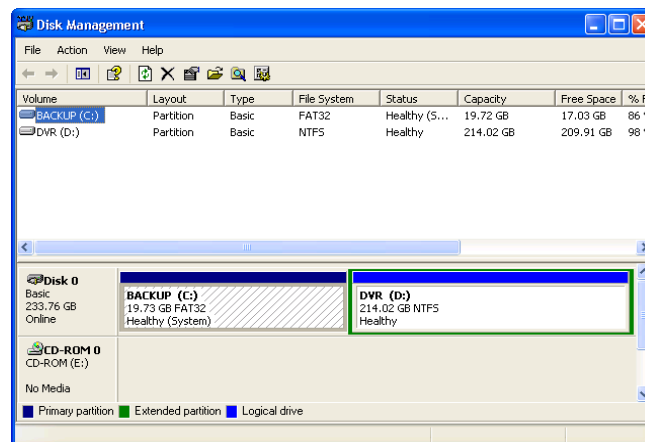 Disk Management
File Action View Help
Volume Layout Type File System Status Capacity Free Space % F
BACKUP (C:) Partition Basic FAT32 Healthy (S... 19.72 GB 17.03 GB 86 %
DVR (D:) Partition Basic NTFS Healthy 214.02 GB 209.91 GB 98 %
Disk 0
Basic
233.76 GB
Online
BACKUP (C:)
19.73 GB FAT32
Healthy (System)
DVR (D:)
214.02 GB NTFS
Healthy
CD-ROM 0
CD-ROM (E:)
No Media
Primary partition Extended partition Logical drive